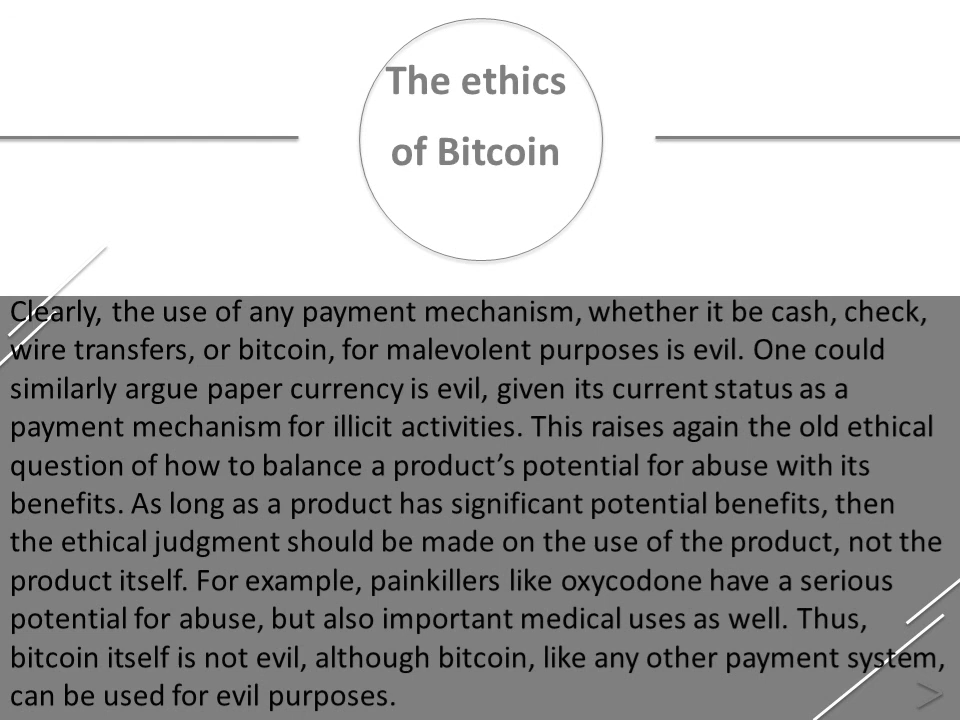 The ethics
of Bitcoin
Clearly, the use of any payment mechanism, whether it be cash, check,
wire transfers, or bitcoin, for malevolent purposes is evil. One could
similarly argue paper currency is evil, given its current status as a
payment mechanism for illicit activities. This raises again the old ethical
question of how to balance a product’s potential for abuse with its
benefits. As long as a product has significant potential benefits, then
the ethical judgment should be made on the use of the product, not the
product itself. For example, painkillers like oxycodone have a serious
potential for abuse, but also important medical uses as well. Thus,
bitcoin itself is not evil, although bitcoin, like any other payment system,
can be used for evil purposes.